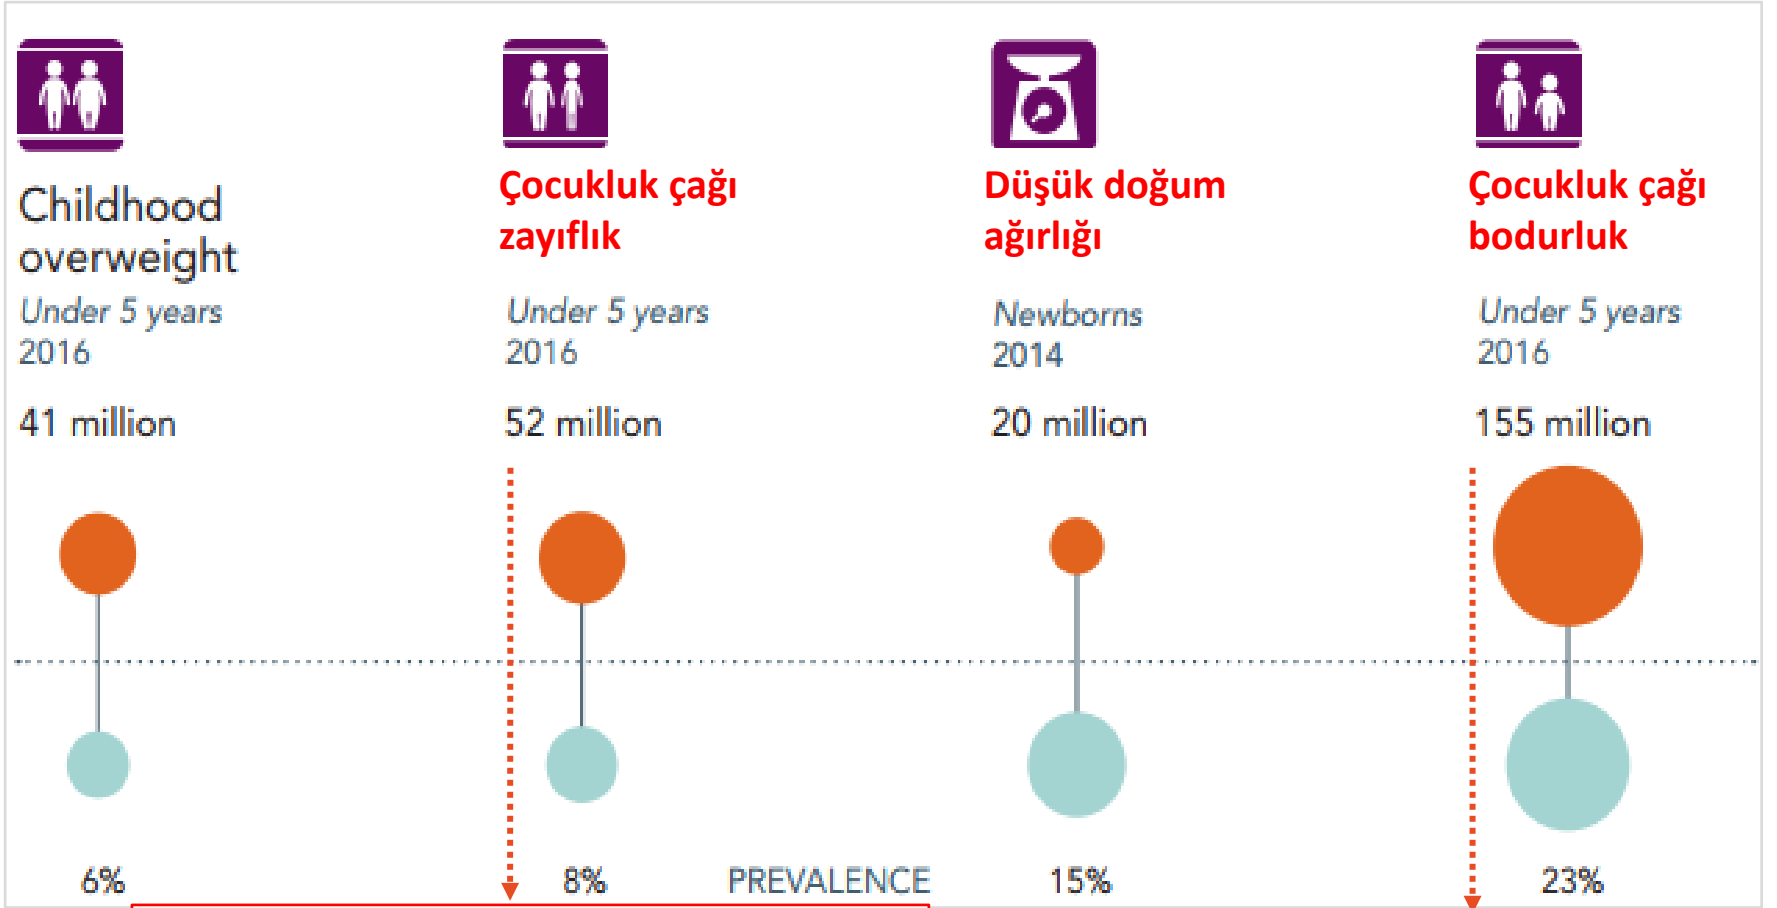 Childhood
overweight
Under 5 years
2016
41 million
6%
Çocukluk çağı
zayıflık
Under 5 years
2016
52 million
8%
PREVALENCE
Düşük doğum
ağırlığı
Newborns
2014
20 million
15%
Çocukluk çağı
bodurluk
Under 5 years
2016
155 million
23%